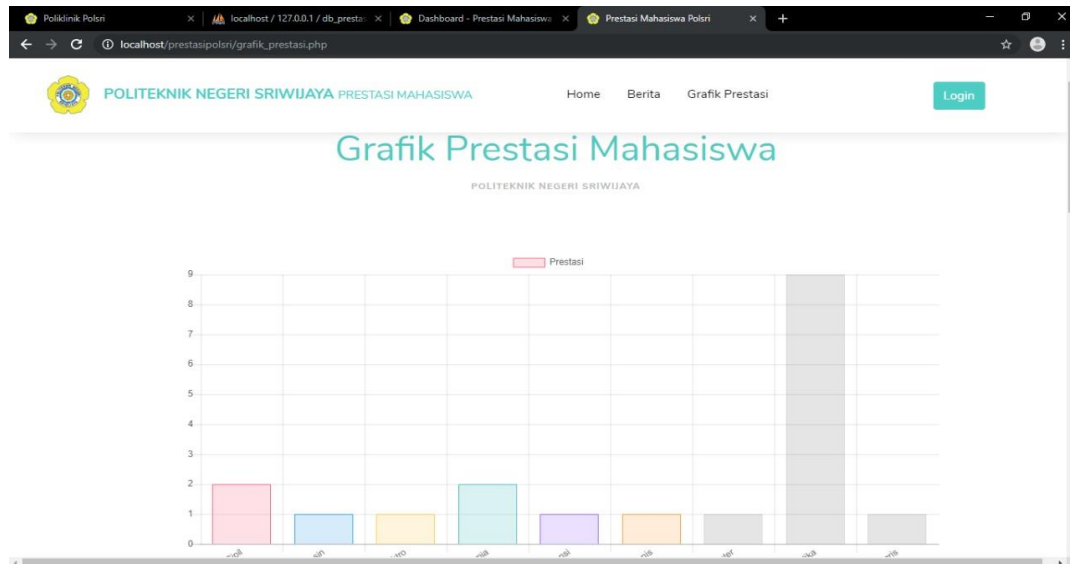 Poliklinik Polsri
localhost / 127.0.0.1 / db_presta
Dashboard - Prestasi Mahasiswa
Prestasi Mahasiswa Polsri
localhost/prestasipolsri/grafik_prestasi.php
POLITEKNIK NEGERI SRIWIJAYA PRESTASI MAHASISWA
Home
Berita
Grafik Prestasi
Login
Grafik Prestasi Mahasiswa
POLITEKNIK NEGERI SRIWIJAYA
Prestasi
9
8
7
6
5
4
3
2
1
0